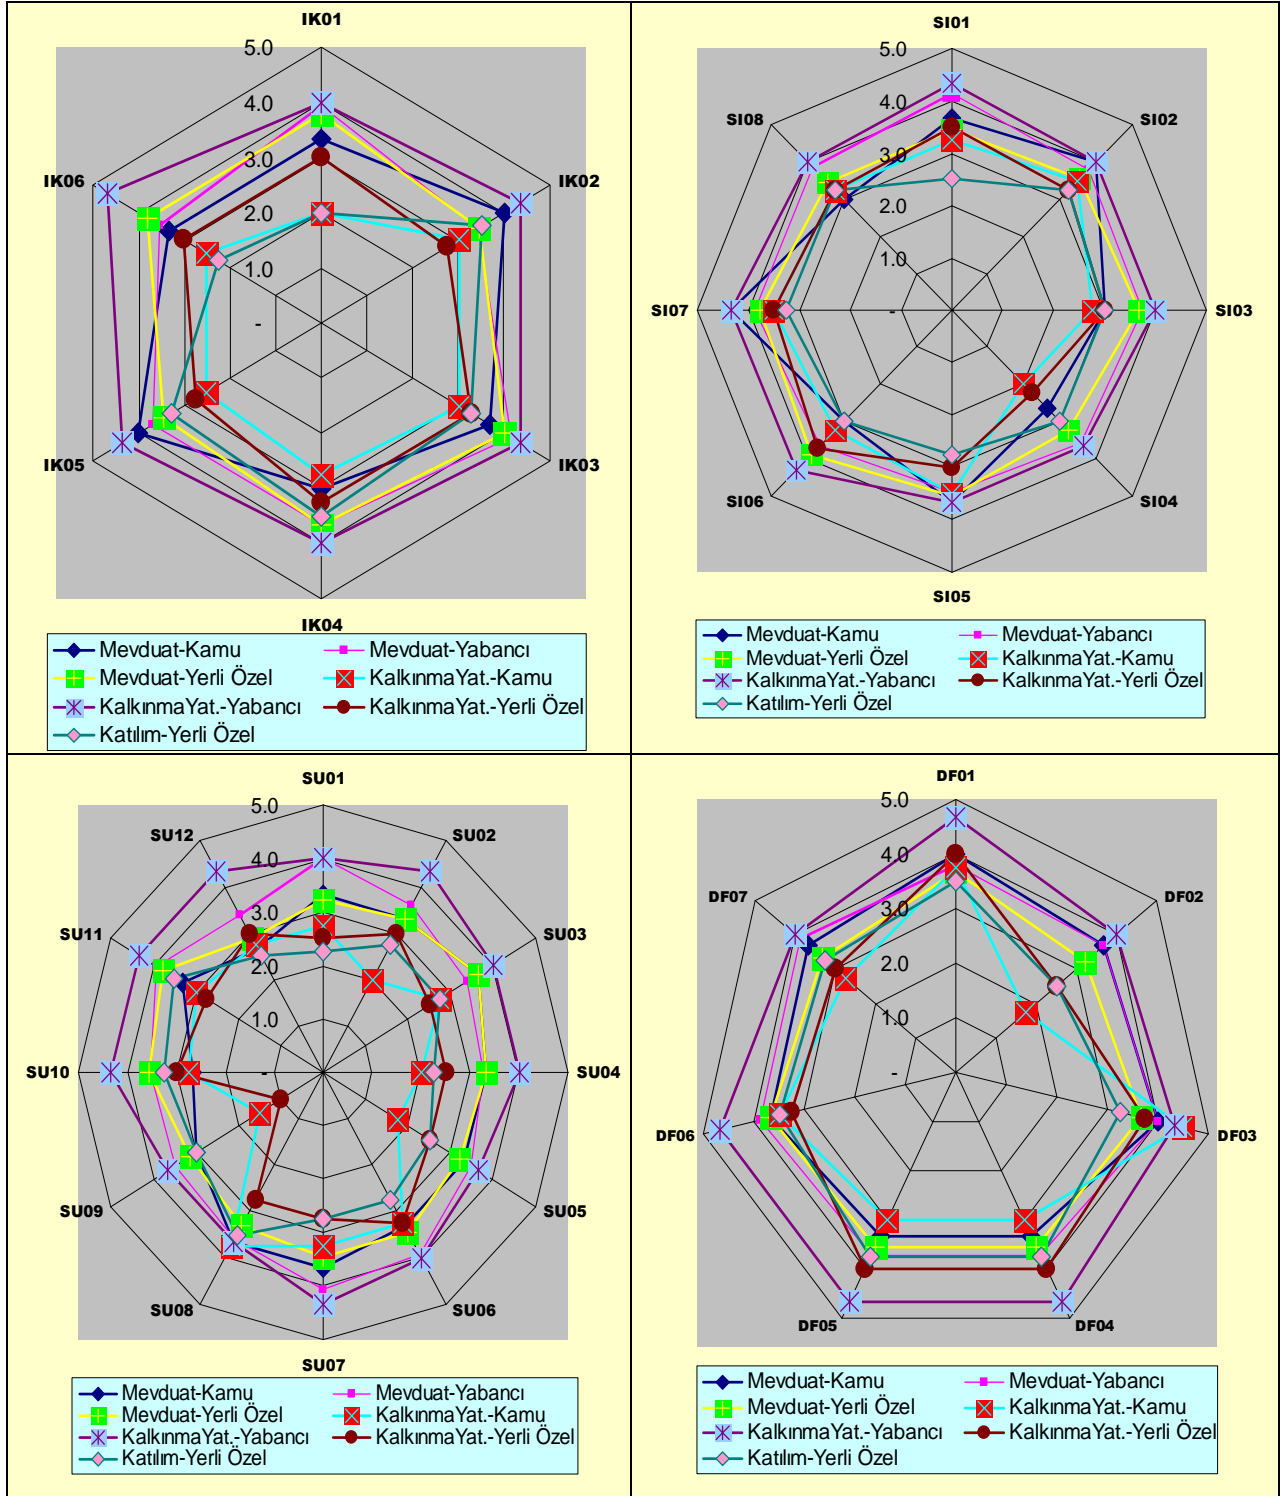 IK01
5.0
4.0
3.0
2.0
1.0
-
IK02
IK03
IK04
IK05
IK06
Mevduat-Kamu
Mevduat-Yabancı
Mevduat-Yerli Özel
KalkınmaYat.-Kamu
KalkınmaYat.-Yabancı
KalkınmaYat.-Yerli Özel
Katılım-Yerli Özel
SI01
5.0
4.0
3.0
2.0
1.0
-
SI02
SI03
SI04
SI05
SI06
SI07
SI08
Mevduat-Kamu
Mevduat-Yabancı
Mevduat-Yerli Özel
KalkınmaYat.-Kamu
KalkınmaYat.-Yabancı
KalkınmaYat.-Yerli Özel
Katılım-Yerli Özel
SU01
5.0
4.0
3.0
2.0
1.0
-
SU02
SU03
SU04
SU05
SU06
SU07
SU08
SU09
SU10
SU11
SU12
Mevduat-Kamu
Mevduat-Yabancı
Mevduat-Yerli Özel
KalkınmaYat.-Kamu
KalkınmaYat.-Yabancı
KalkınmaYat.-Yerli Özel
Katılım-Yerli Özel
DF01
5.0
4.0
3.0
2.0
1.0
-
DF02
DF03
DF04
DF05
DF06
DF07
Mevduat-Kamu
Mevduat-Yabancı
Mevduat-Yerli Özel
KalkınmaYat.-Kamu
KalkınmaYat.-Yabancı
KalkınmaYat.-Yerli Özel
Katılım-Yerli Özel